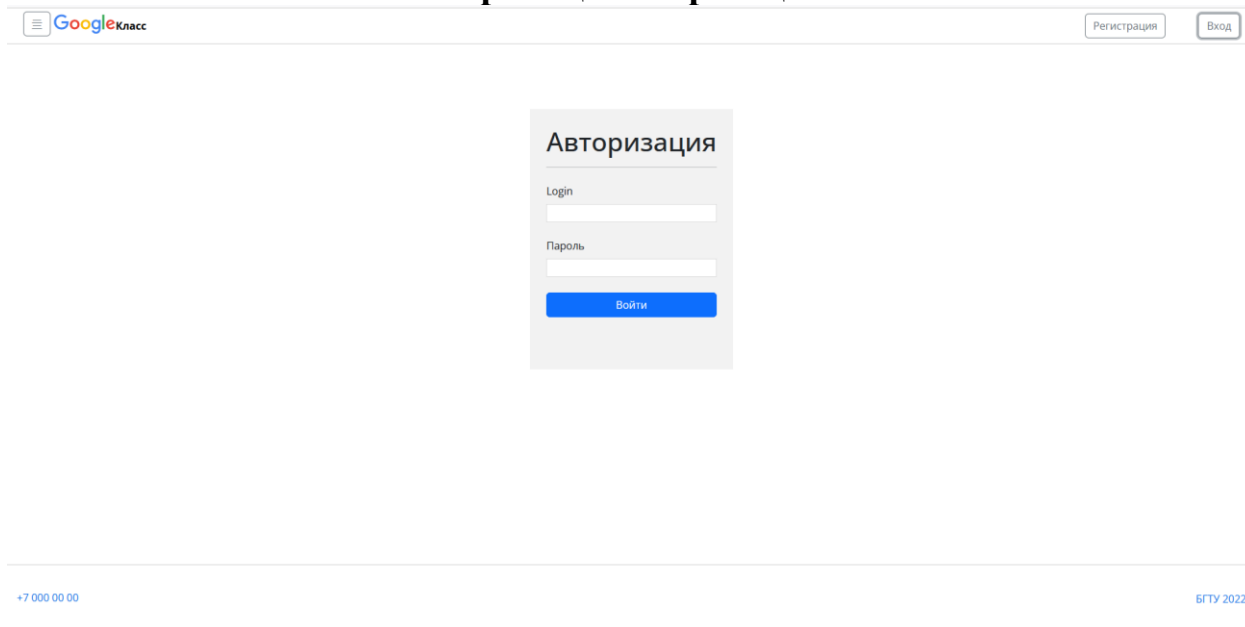 GoogleКласс
Регистрация
Вход
Авторизация
Login
Пароль
Войти
+7 000 00 00
БГТУ 2022